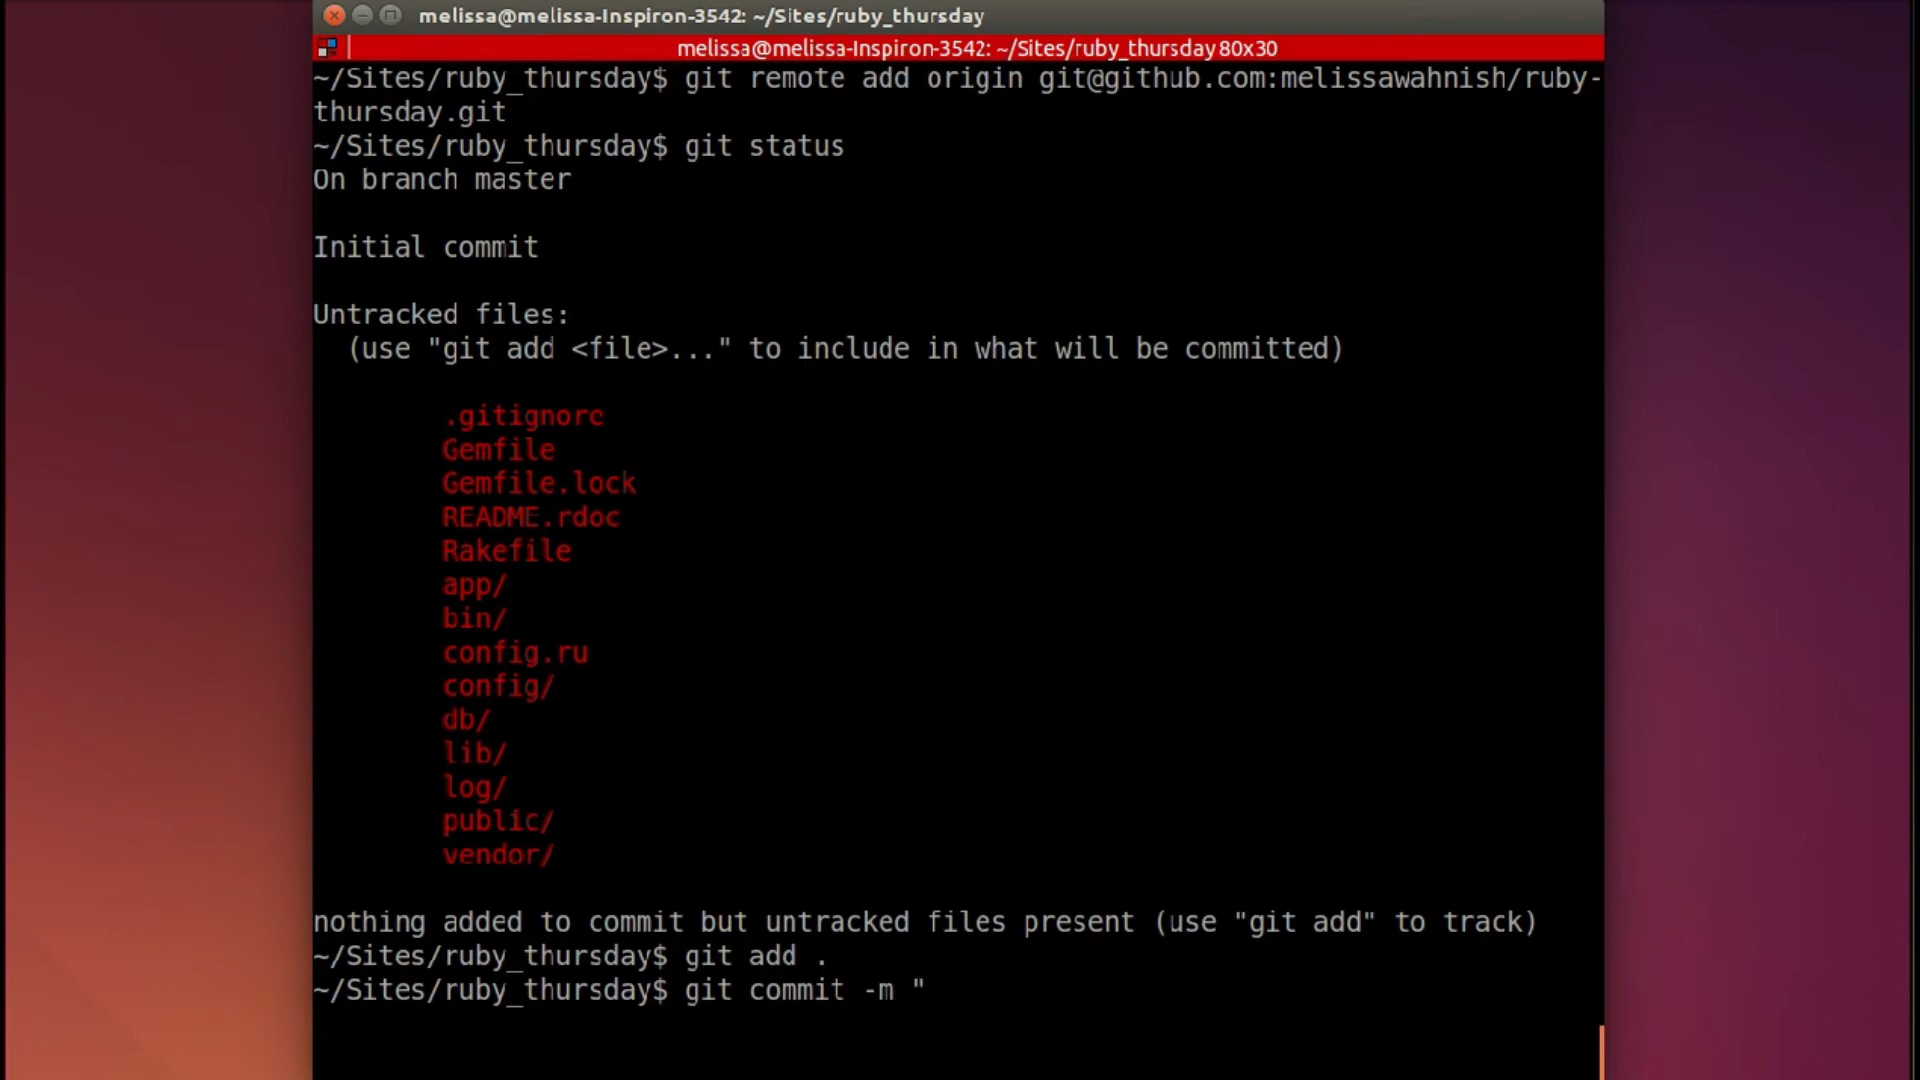 melissa@melissa-Inspiron-3542: ~/Sites/ruby_thursday
melissa@melissa-Inspiron-3542: ~/Sites/ruby_thursday 80x30
~/Sites/ruby_thursday$ git remote add origin git@github.com:melissawahnish/ruby-
thursday.git
~/Sites/ruby_thursday$ git status
On branch master
Initial commit
Untracked files:
(use "git add <file>..." to include in what will be committed)
.gitignore
Gemfile
Gemfile.lock
README.rdoc
Rakefile
app/
bin/
config.ru
config/
db/
lib/
log/
public/
vendor/
nothing added to commit but untracked files present (use "git add" to track)
~/Sites/ruby_thursday$ git add .
~/Sites/ruby_thursday$ git commit -m "